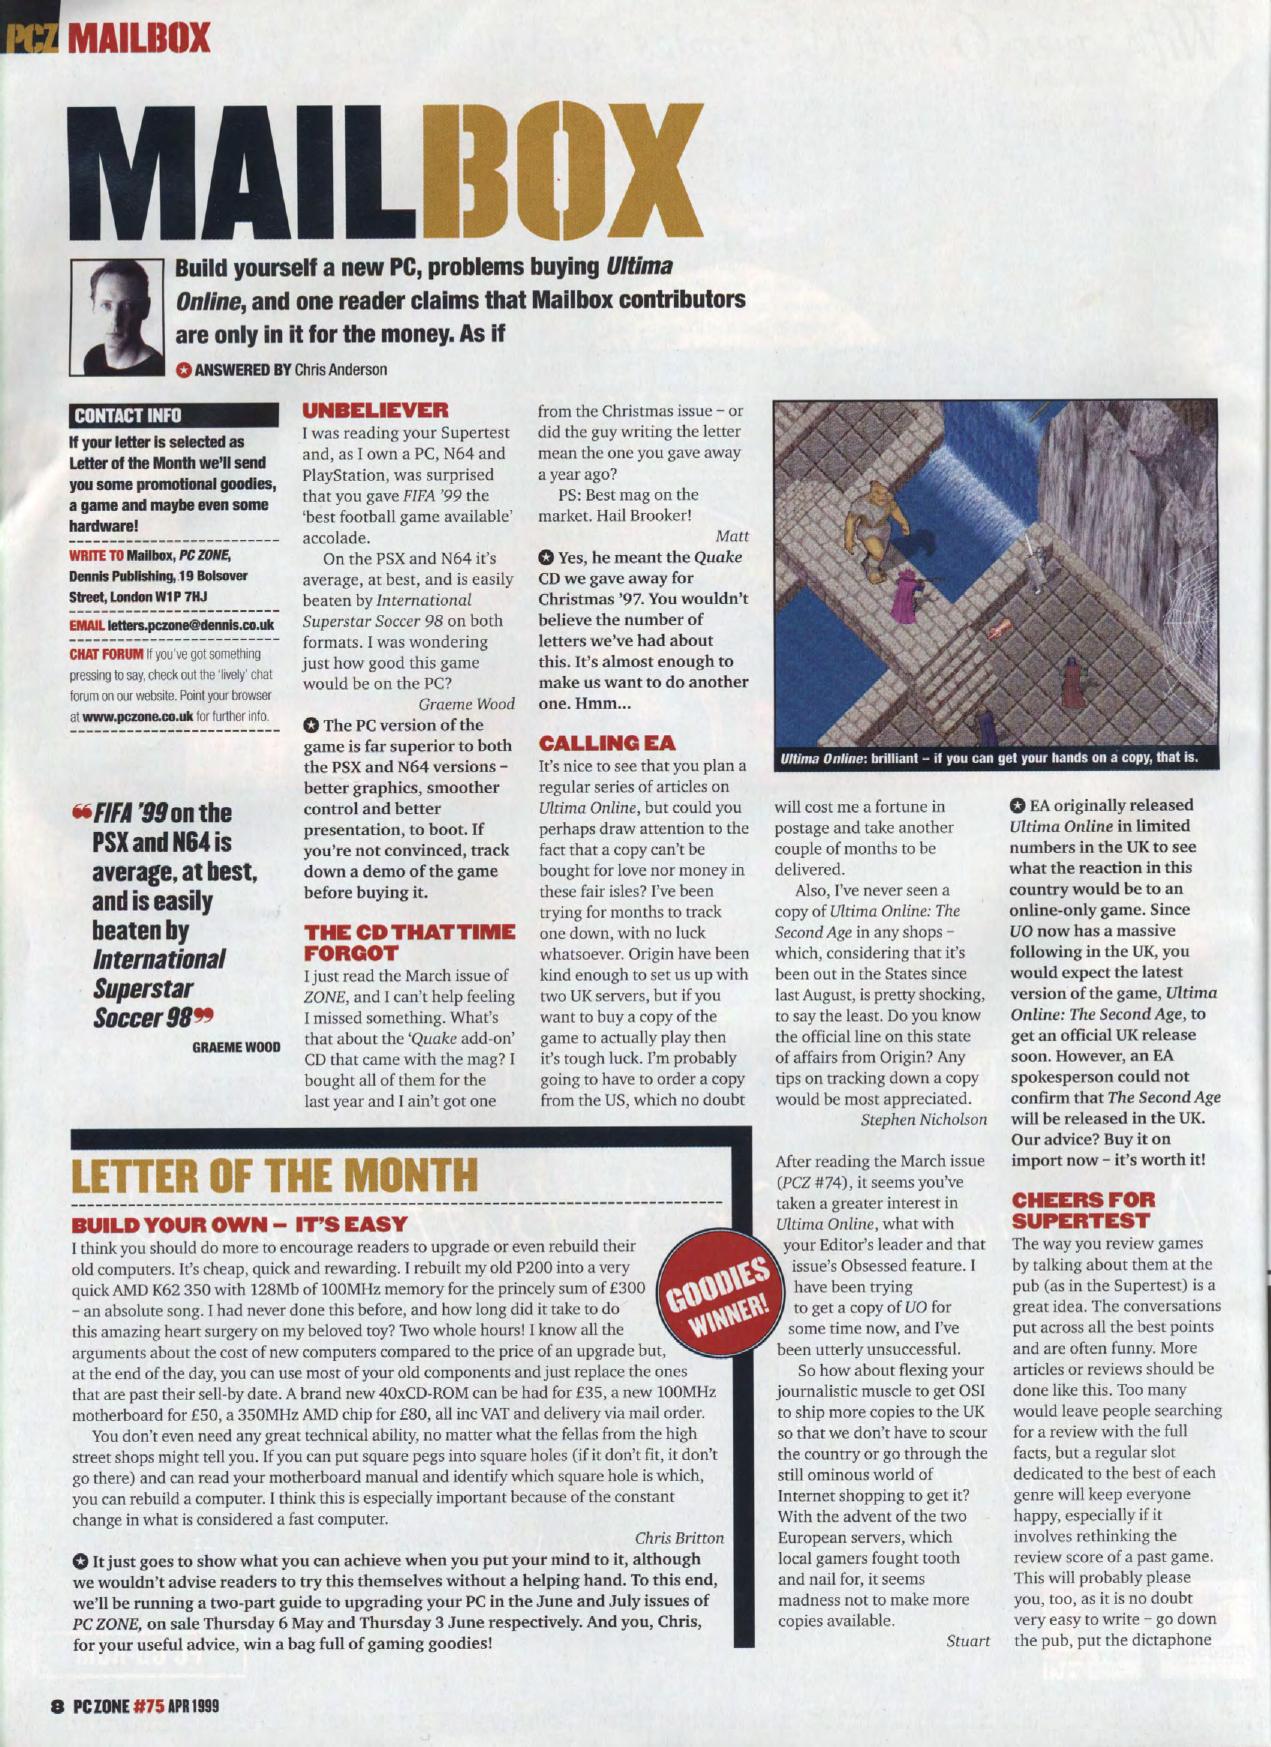 PCZ MAILBOX
MAILBOX
Build yourself a new PC, problems buying Ultima
Online, and one reader claims that Mailbox contributors
are only in it for the money. As if
ANSWERED BY Chris Anderson
CONTACT INFO
If your letter is selected as
Letter of the Month we'll send
you some promotional goodies,
a game and maybe even some
hardware!
WRITE TO Mailbox, PC ZONE,
Dennis Publishing, 19 Bolsover
Street, London W1P 7HJ
EMAIL letters.pczone@dennis.co.uk
CHAT FORUM If you've got something
pressing to say, check out the 'lively' chat
forum on our website. Point your browser
at www.pczone.co.uk for further info.
“FIFA '99 on the
PSX and N64 is
average, at best,
and is easily
beaten by
International
Superstar
Soccer 98”
GRAEME WOOD
UNBELIEVER
I was reading your Supertest
and, as I own a PC, N64 and
PlayStation, was surprised
that you gave FIFA '99 the
'best football game available'
accolade.
On the PSX and N64 it's
average, at best, and is easily
beaten by International
Superstar Soccer 98 on both
formats. I was wondering
just how good this game
would be on the PC?
Graeme Wood
The PC version of the
game is far superior to both
the PSX and N64 versions –
better graphics, smoother
control and better
presentation, to boot. If
you're not convinced, track
down a demo of the game
before buying it.
THE CD THAT TIME
FORGOT
I just read the March issue of
ZONE, and I can't help feeling
I missed something. What's
that about the 'Quake add-on'
CD that came with the mag? I
bought all of them for the
last year and I ain't got one
from the Christmas issue – or
did the guy writing the letter
mean the one you gave away
a year ago?
PS: Best mag on the
market. Hail Brooker!
Matt
Yes, he meant the Quake
CD we gave away for
Christmas '97. You wouldn't
believe the number of
letters we've had about
this. It's almost enough to
make us want to do another
one. Hmm...
CALLING EA
It's nice to see that you plan a
regular series of articles on
Ultima Online, but could you
perhaps draw attention to the
fact that a copy can't be
bought for love nor money in
these fair isles? I've been
trying for months to track
one down, with no luck
whatsoever. Origin have been
kind enough to set us up with
two UK servers, but if you
want to buy a copy of the
game to actually play then
it's tough luck. I'm probably
going to have to order a copy
from the US, which no doubt
Ultima Online: brilliant – if you can get your hands on a copy, that is.
will cost me a fortune in
postage and take another
couple of months to be
delivered.
Also, I've never seen a
copy of Ultima Online: The
Second Age in any shops –
which, considering that it's
been out in the States since
last August, is pretty shocking,
to say the least. Do you know
the official line on this state
of affairs from Origin? Any
tips on tracking down a copy
would be most appreciated.
Stephen Nicholson
After reading the March issue
(PCZ #74), it seems you've
taken a greater interest in
Ultima Online, what with
your Editor's leader and that
issue's Obsessed feature. I
have been trying
to get a copy of UO for
some time now, and I've
been utterly unsuccessful.
So how about flexing your
journalistic muscle to get OSI
to ship more copies to the UK
so that we don't have to scour
the country or go through the
still ominous world of
Internet shopping to get it?
With the advent of the two
European servers, which
local gamers fought tooth
and nail for, it seems
madness not to make more
copies available.
Stuart
EA originally released
Ultima Online in limited
numbers in the UK to see
what the reaction in this
country would be to an
online-only game. Since
UO now has a massive
following in the UK, you
would expect the latest
version of the game, Ultima
Online: The Second Age, to
get an official UK release
soon. However, an EA
spokesperson could not
confirm that The Second Age
will be released in the UK.
Our advice? Buy it on
import now – it's worth it!
CHEERS FOR
SUPERTEST
The way you review games
by talking about them at the
pub (as in the Supertest) is a
great idea. The conversations
put across all the best points
and are often funny. More
articles or reviews should be
done like this. Too many
would leave people searching
for a review with the full
facts, but a regular slot
dedicated to the best of each
genre will keep everyone
happy, especially if it
involves rethinking the
review score of a past game.
This will probably please
you, too, as it is no doubt
very easy to write – go down
the pub, put the dictaphone
LETTER OF THE MONTH
BUILD YOUR OWN – IT'S EASY
I think you should do more to encourage readers to upgrade or even rebuild their
old computers. It's cheap, quick and rewarding. I rebuilt my old P200 into a very
quick AMD K62 350 with 128Mb of 100MHz memory for the princely sum of £300
– an absolute song. I had never done this before, and how long did it take to do
this amazing heart surgery on my beloved toy? Two whole hours! I know all the
arguments about the cost of new computers compared to the price of an upgrade but,
at the end of the day, you can use most of your old components and just replace the ones
that are past their sell-by date. A brand new 40xCD-ROM can be had for £35, a new 100MHz
motherboard for £50, a 350MHz AMD chip for £80, all inc VAT and delivery via mail order.
You don't even need any great technical ability, no matter what the fellas from the high
street shops might tell you. If you can put square pegs into square holes (if it don't fit, it don't
go there) and can read your motherboard manual and identify which square hole is which,
you can rebuild a computer. I think this is especially important because of the constant
change in what is considered a fast computer.
Chris Britton
It just goes to show what you can achieve when you put your mind to it, although
we wouldn't advise readers to try this themselves without a helping hand. To this end,
we'll be running a two-part guide to upgrading your PC in the June and July issues of
PC ZONE, on sale Thursday 6 May and Thursday 3 June respectively. And you, Chris,
for your useful advice, win a bag full of gaming goodies!
GOODIES
WINNER!
8 PC ZONE #75 APR 1999